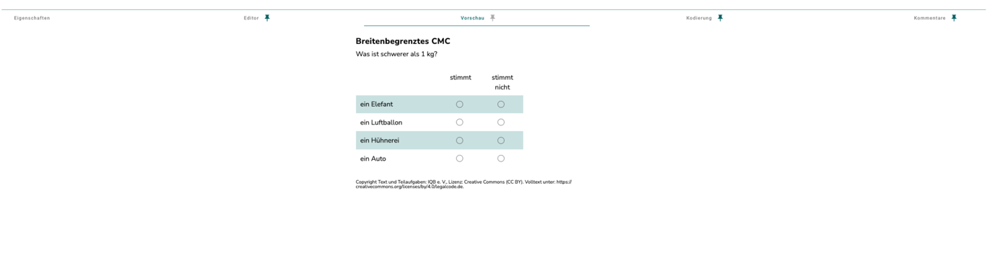 Eigenschaften
Editor
Vorschau
Kodierung
Kommentare
Breitenbegrenztes CMC
Was ist schwerer als 1 kg?
stimmt
stimmt
nicht
ein Elefant
ein Luftballon
ein Hühnerei
ein Auto
Copyright Text und Teilaufgaben: IQB e. V., Lizenz: Creative Commons (CC BY). Volltext unter: https://
creativecommons.org/licenses/by/4.0/legalcode.de.